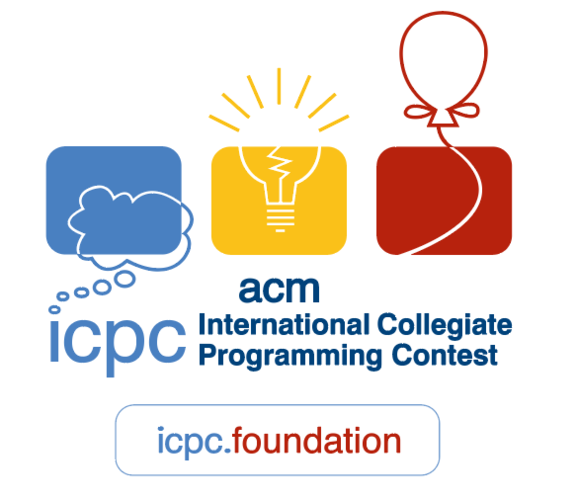 acm
icpc International Collegiate
Programming Contest
icpc.foundation